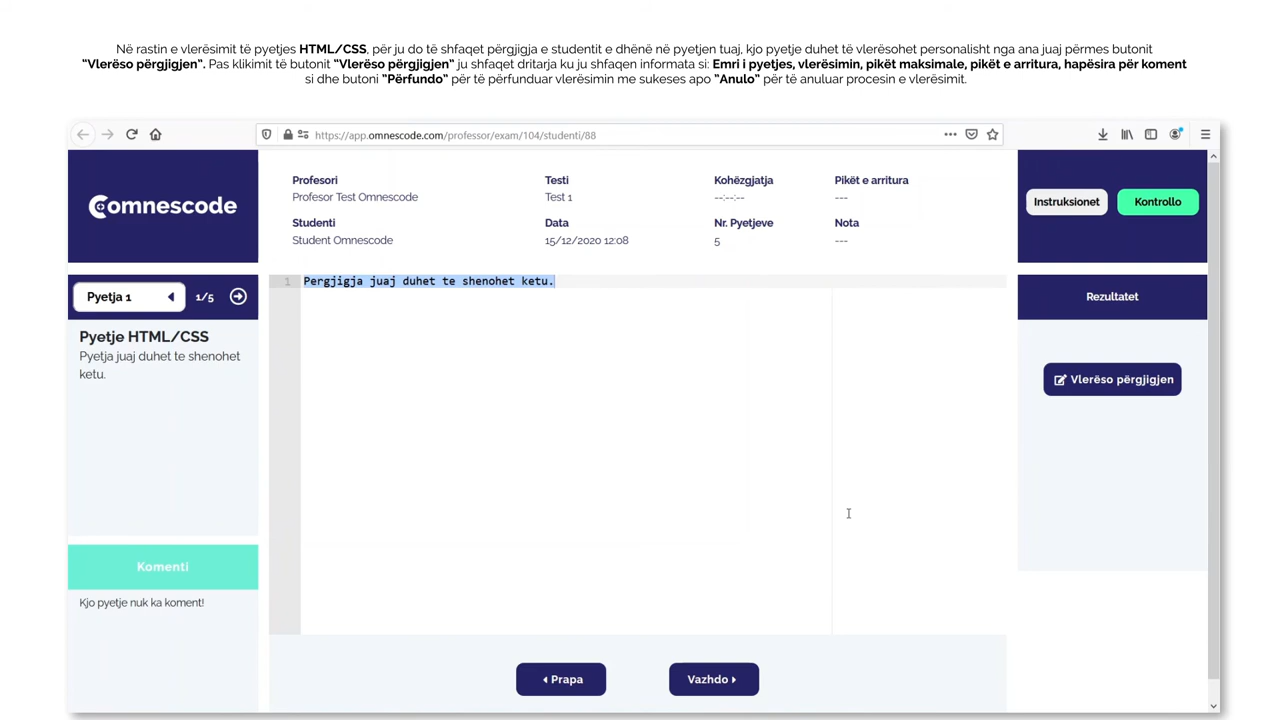 Në rastin e vlerësimit të pyetjes HTML/CSS, për ju do të shfaqet përgjigja e studentit e dhënë në pyetjen tuaj, kjo pyetje duhet të vlerësohet personalisht nga ana juaj përmes butonit
"Vlerëso përgjigjen". Pas klikimit të butonit "Vlerëso përgjigjen" ju shfaqet dritarja ku ju shfaqen informata si: Emri i pyetjes, vlerësimin, pikët maksimale, pikët e arritura, hapësira për koment
si dhe butoni "Përfundo" për të përfunduar vlerësimin me sukeses apo "Anulo" për të anuluar procesin e vlerësimit.
https://app.omnescode.com/professor/exam/104/studenti/88
omnescode
Profesori
Profesor Test Omnescode
Testi
Test 1
Kohëzgjatja
--:--:--
Pikët e arritura
---
Studenti
Student Omnescode
Data
15/12/2020 12:08
Nr. Pyetjeve
5
Nota
---
Instruksionet
Kontrollo
Pyetja 1
1/5
Pyetje HTML/CSS
Pyetja juaj duhet te shenohet
ketu.
1 Pergjigja juaj duhet te shenohet ketu.
Rezultatet
Vlerëso përgjigjen
Komenti
Kjo pyetje nuk ka koment!
Prapa
Vazhdo